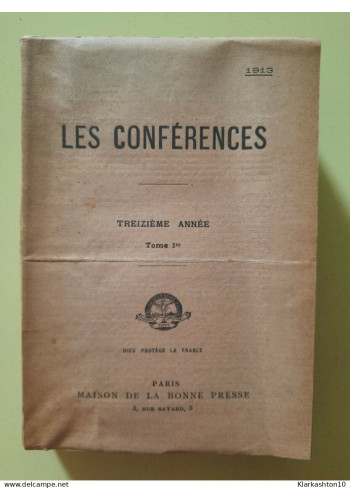 1913
LES CONFÉRENCES
TREIZIÈME ANNÉE
Tome Ier
DIEU PROTÈGE LA FRANCE
PARIS
MAISON DE LA BONNE PRESSE
5, RUE BAYARD, 5
www.delcampe.net
Klarkashton10